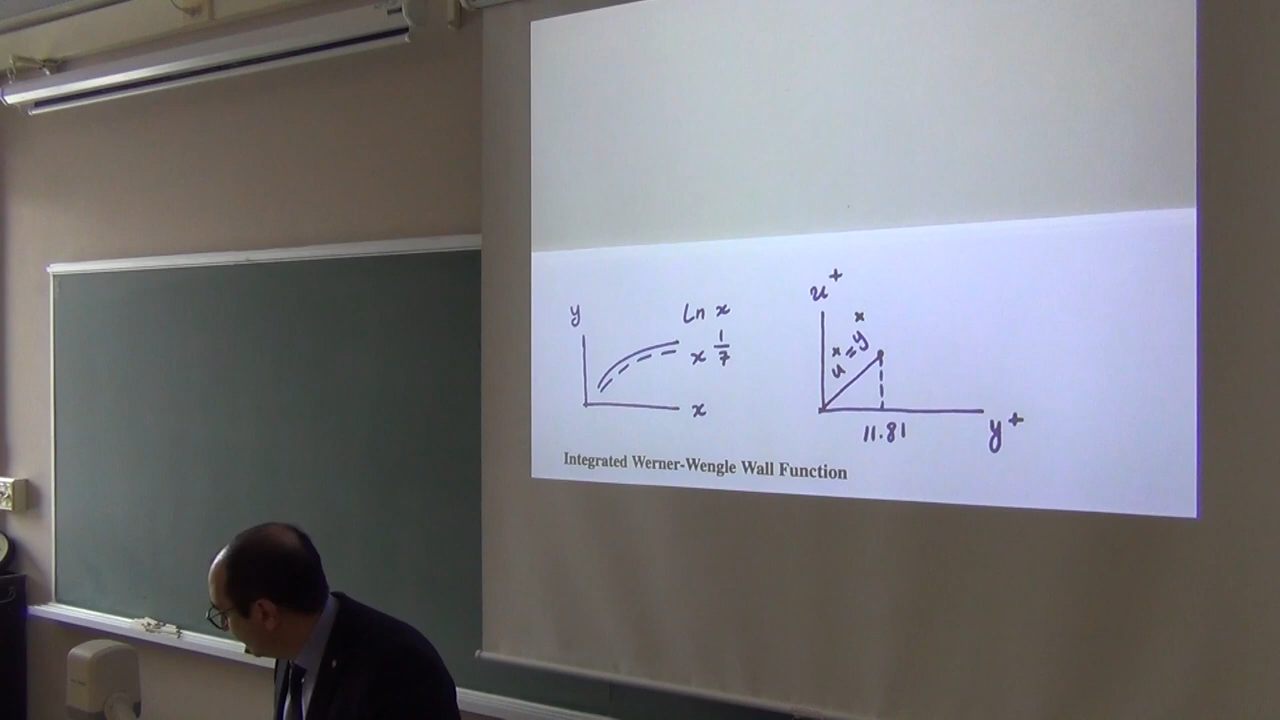 y
Ln x
x 1/7
x
u+
u^x = y^x
11.81
y+
Integrated Werner-Wengle Wall Function